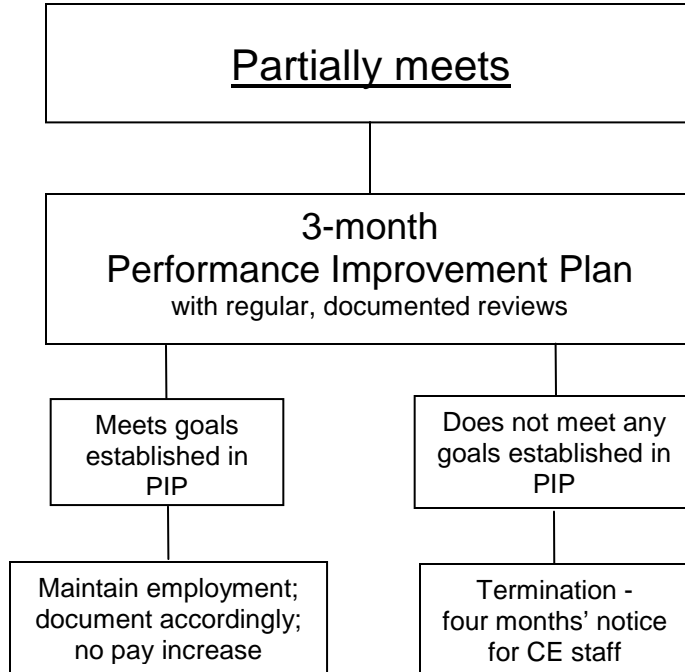 Partially meets
3-month
Performance Improvement Plan
with regular, documented reviews
Meets goals
established in
PIP
Does not meet any
goals established in
PIP
Maintain employment;
document accordingly;
no pay increase
Termination -
four months’ notice
for CE staff